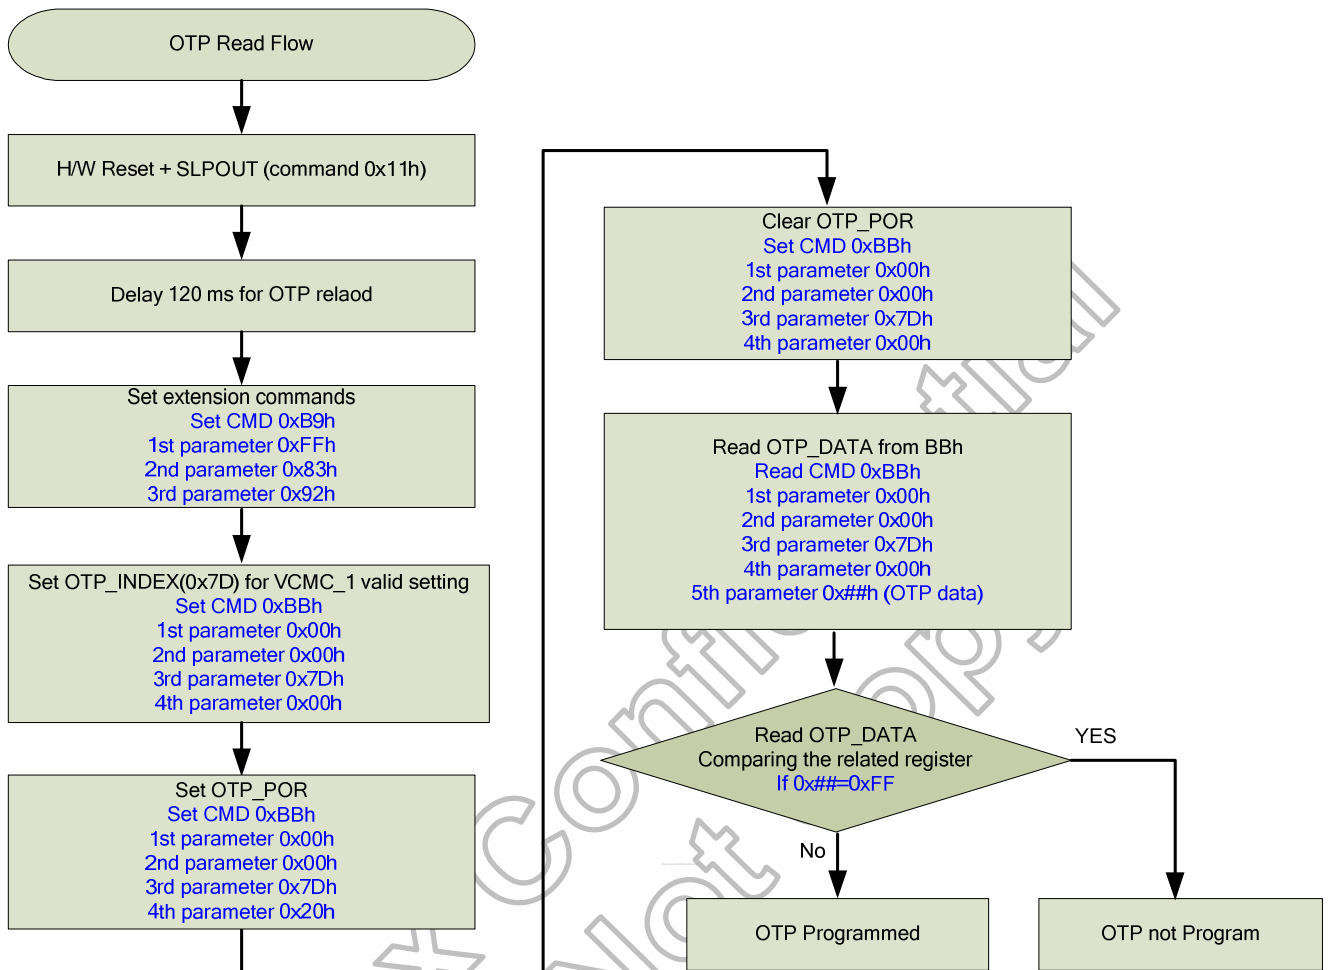 OTP Read Flow
H/W Reset + SLPOUT (command 0x11h)
Delay 120 ms for OTP relaod
Set extension commands
Set CMD 0xB9h
1st parameter 0xFFh
2nd parameter 0x83h
3rd parameter 0x92h
Set OTP_INDEX(0x7D) for VCMC_1 valid setting
Set CMD 0xBBh
1st parameter 0x00h
2nd parameter 0x00h
3rd parameter 0x7Dh
4th parameter 0x00h
Set OTP_POR
Set CMD 0xBBh
1st parameter 0x00h
2nd parameter 0x00h
3rd parameter 0x7Dh
4th parameter 0x20h
Clear OTP_POR
Set CMD 0xBBh
1st parameter 0x00h
2nd parameter 0x00h
3rd parameter 0x7Dh
4th parameter 0x00h
Read OTP_DATA from BBh
Read CMD 0xBBh
1st parameter 0x00h
2nd parameter 0x00h
3rd parameter 0x7Dh
4th parameter 0x00h
5th parameter 0x##h (OTP data)
Read OTP_DATA
Comparing the related register
If 0x##=0xFF
YES
No
OTP Programmed
OTP not Program